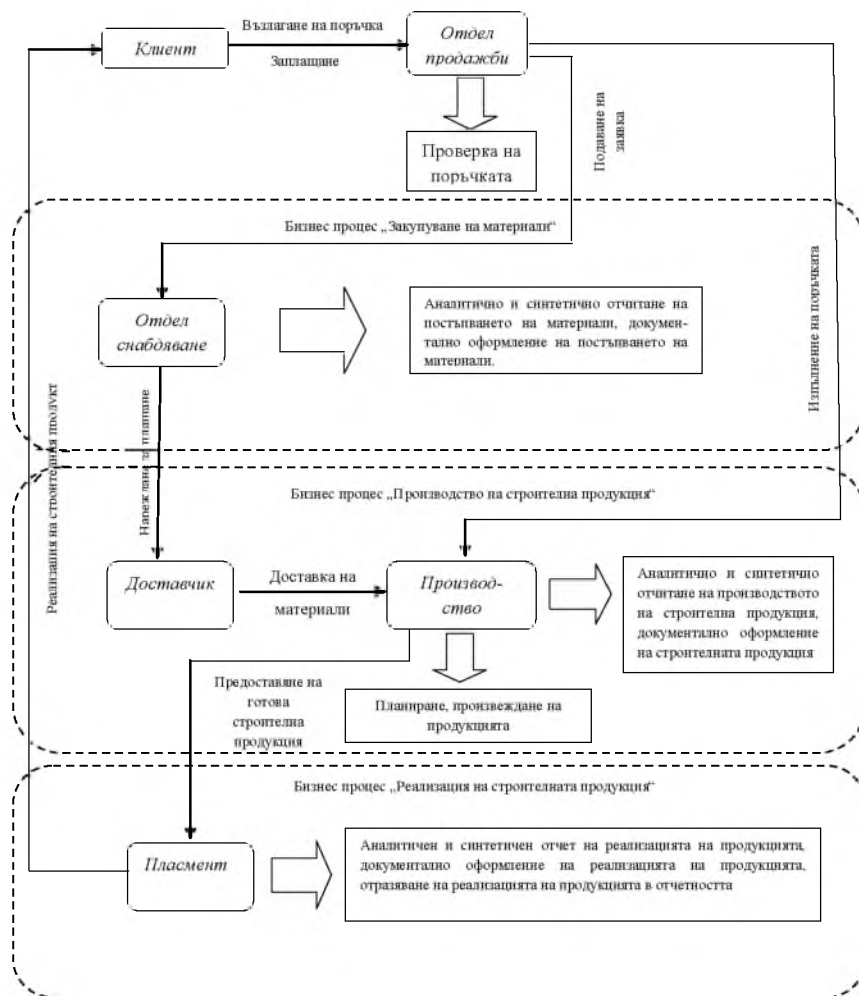 Възлагане на поръчка
Клиент
Заплащане
Отдел
продажби
Проверка на
поръчката
Подаване на
заявка
Бизнес процес „Закупуване на материали“
Отдел
снабдяване
Аналитично и синтетично отчитане на
постъпването на материали, докумен-
тално оформление на постъпването на
материали.
Изпълнение на поръчката
Реализация на строителния продукт
Нареждане за плащане
Бизнес процес „Производство на строителна продукция“
Доставчик
Доставка на
материали
Производ-
ство
Аналитично и синтетично
отчитане на производството
на строителна продукция,
документално оформление
на строителната продукция
Предоставяне на
готова
строителна
продукция
Планиране, произвеждане на
продукцията
Бизнес процес „Реализация на строителната продукция“
Пласмент
Аналитичен и синтетичен отчет на реализацията на продукцията,
документално оформление на реализацията на продукцията,
отразяване на реализацията на продукцията в отчетността